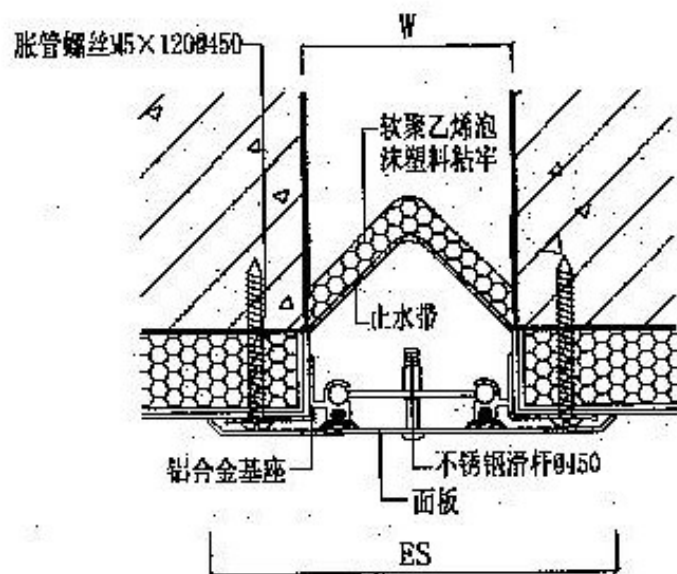 W
胀管螺丝M5×120@450
软聚乙烯泡
沫塑料粘牢
止水带
铝合金基座
不锈钢滑杆@450
面板
ES